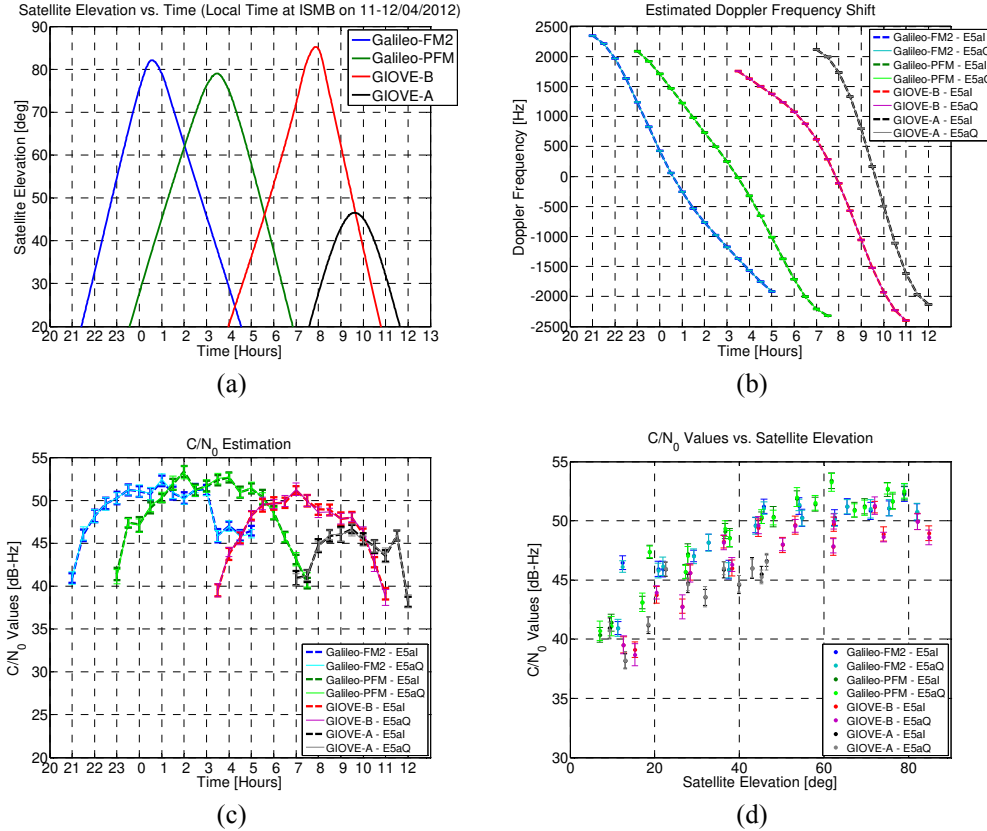 Satellite Elevation vs. Time (Local Time at ISMB on 11-12/04/2012)
Satellite Elevation [deg]
90
80
70
60
50
40
30
20
20 21 22 23 0 1 2 3 4 5 6 7 8 9 10 11 12 13
Time [Hours]
Galileo-FM2
Galileo-PFM
GIOVE-B
GIOVE-A
(a)
Estimated Doppler Frequency Shift
Doppler Frequency [Hz]
2500
2000
1500
1000
500
0
-500
-1000
-1500
-2000
-2500
20 21 22 23 0 1 2 3 4 5 6 7 8 9 10 11 12
Time [Hours]
Galileo-FM2 - E5aI
Galileo-FM2 - E5aQ
Galileo-PFM - E5aI
Galileo-PFM - E5aQ
GIOVE-B - E5aI
GIOVE-B - E5aQ
GIOVE-A - E5aI
GIOVE-A - E5aQ
(b)
C/N0 Estimation
C/N0 Values [dB-Hz]
55
50
45
40
35
30
25
20
20 21 22 23 0 1 2 3 4 5 6 7 8 9 10 11 12
Time [Hours]
Galileo-FM2 - E5aI
Galileo-FM2 - E5aQ
Galileo-PFM - E5aI
Galileo-PFM - E5aQ
GIOVE-B - E5aI
GIOVE-B - E5aQ
GIOVE-A - E5aI
GIOVE-A - E5aQ
(c)
C/N0 Values vs. Satellite Elevation
C/N0 Values [dB-Hz]
55
50
45
40
35
30
0 20 40 60 80
Satellite Elevation [deg]
Galileo-FM2 - E5aI
Galileo-FM2 - E5aQ
Galileo-PFM - E5aI
Galileo-PFM - E5aQ
GIOVE-B - E5aI
GIOVE-B - E5aQ
GIOVE-A - E5aI
GIOVE-A - E5aQ
(d)